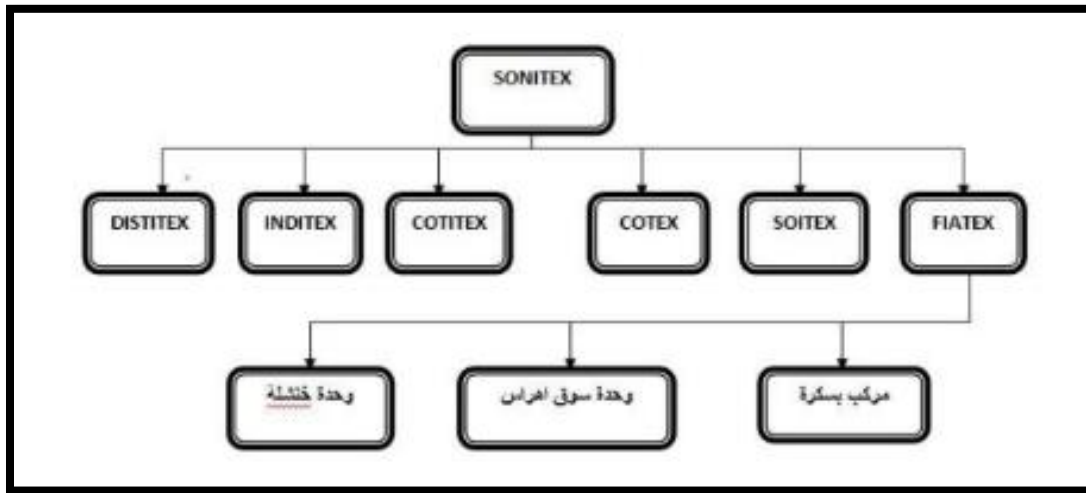 SONITEX
DISTITEX
INDITEX
COTITEX
COTEX
SOITEX
FIATEX
وحدة خنشلة
وحدة سوق اهراس
مركب بسكرة